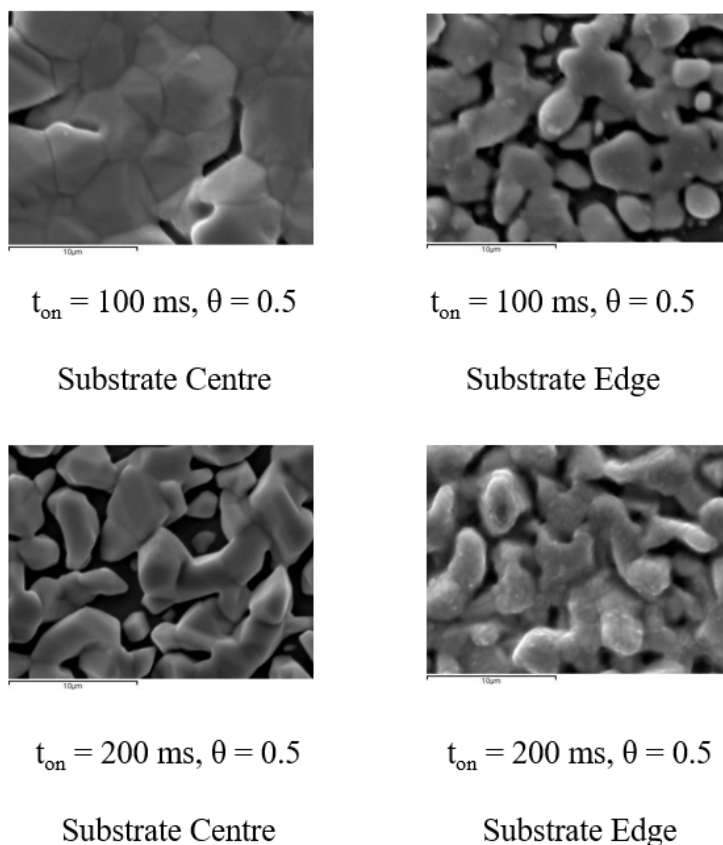 10μm
10μm
t_on = 100 ms, θ = 0.5
t_on = 100 ms, θ = 0.5
Substrate Centre
Substrate Edge
10μm
10μm
t_on = 200 ms, θ = 0.5
t_on = 200 ms, θ = 0.5
Substrate Centre
Substrate Edge